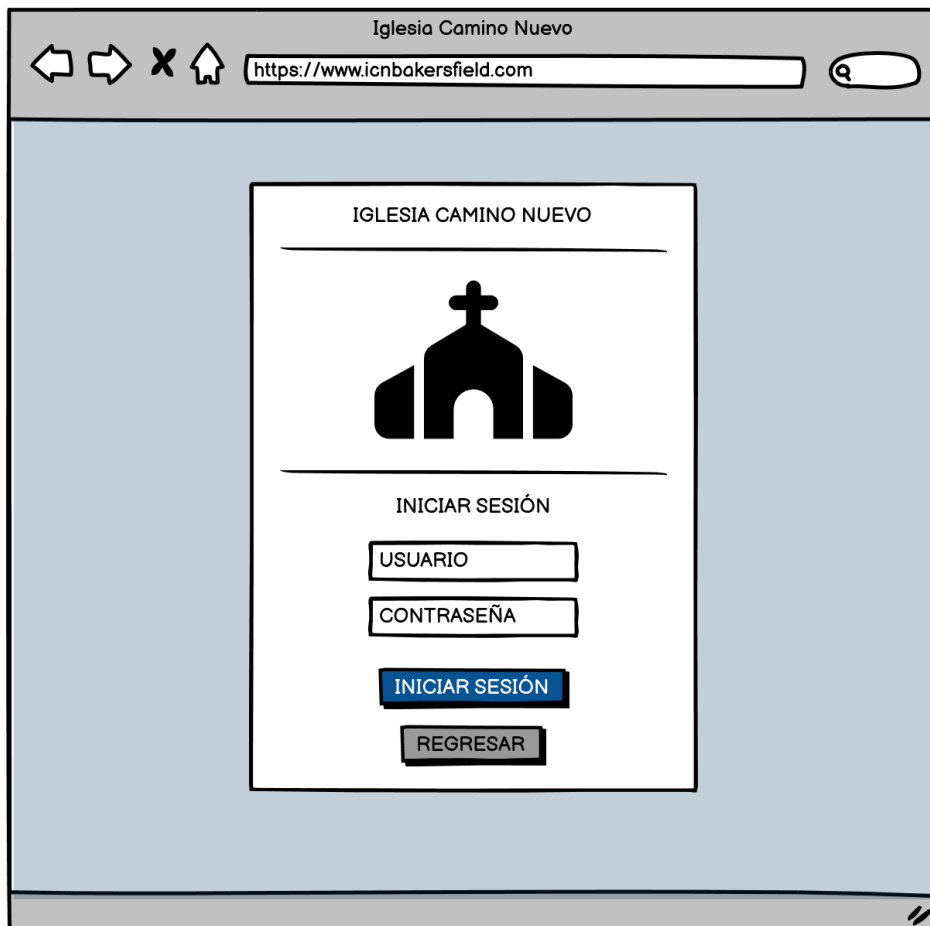 Iglesia Camino Nuevo
https://www.icnbakersfield.com
IGLESIA CAMINO NUEVO
INICIAR SESIÓN
USUARIO
CONTRASEÑA
INICIAR SESIÓN
REGRESAR